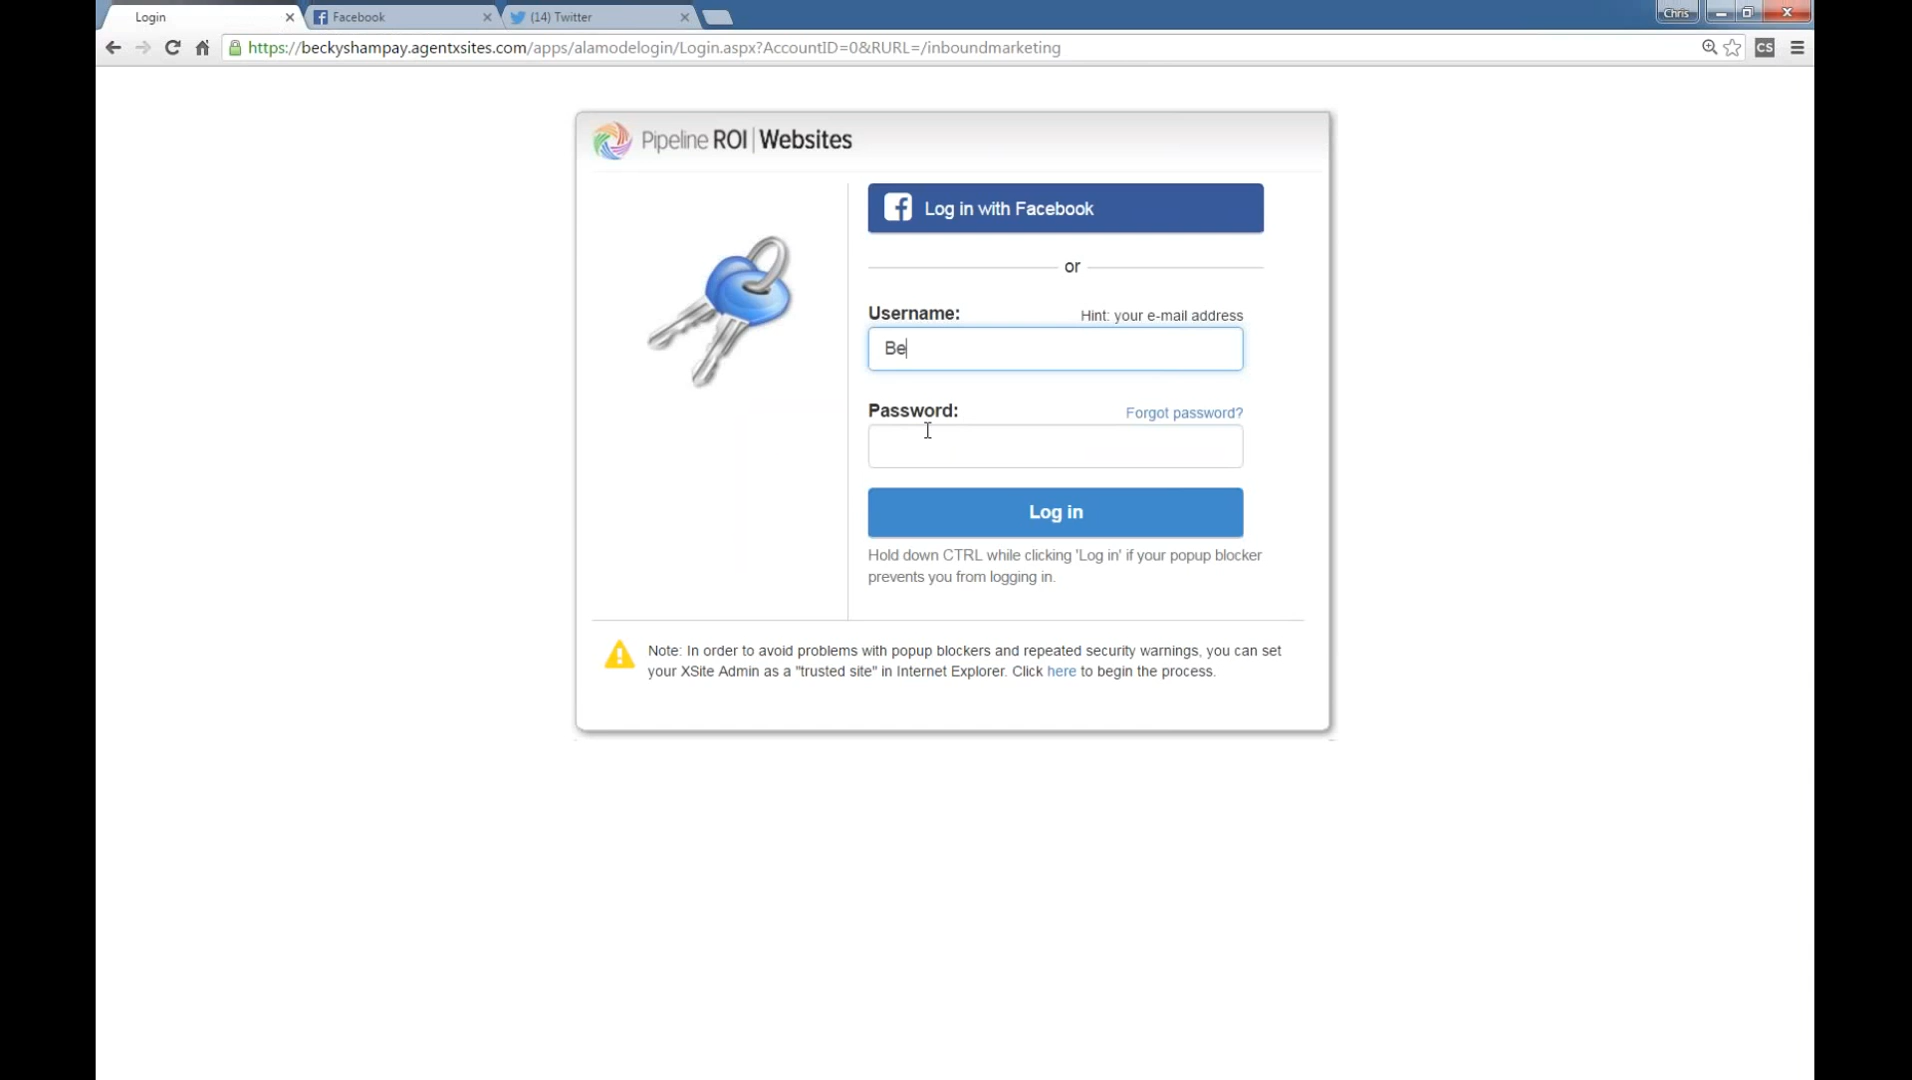 Login
Facebook
(14) Twitter
Chris
https://beckyshampay.agentxsites.com/apps/alamodelogin/Login.aspx?AccountID=0&RURL=/inboundmarketing
CS
Pipeline ROI | Websites
Log in with Facebook
or
Username:
Hint: your e-mail address
Be
Password:
Forgot password?
Log in
Hold down CTRL while clicking 'Log in' if your popup blocker
prevents you from logging in.
Note: In order to avoid problems with popup blockers and repeated security warnings, you can set
your XSite Admin as a "trusted site" in Internet Explorer. Click here to begin the process.